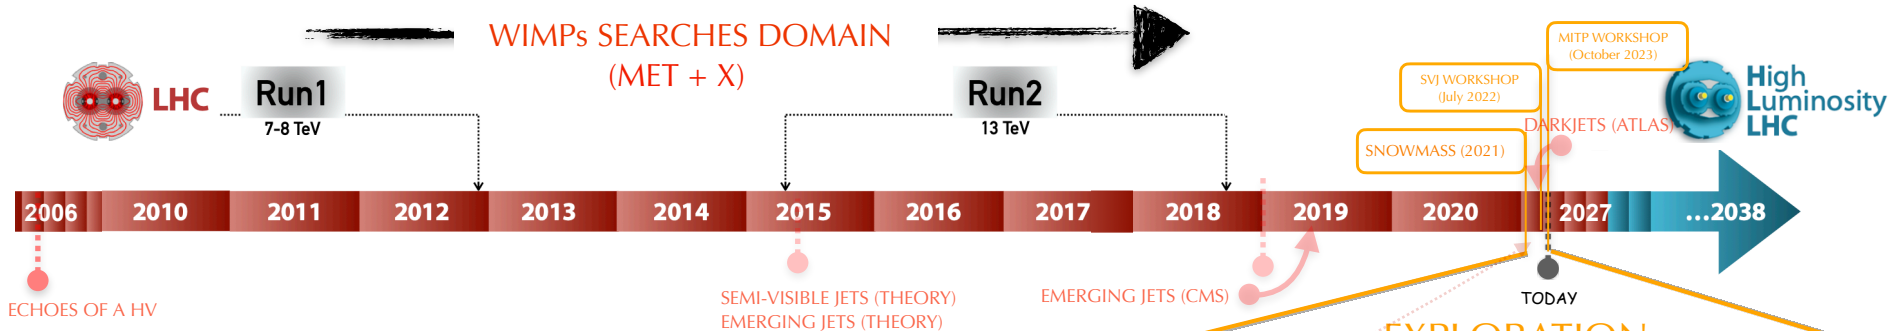 WIMPs SEARCHES DOMAIN
(MET + X)
MITP WORKSHOP
(October 2023)
SVJ WORKSHOP
(July 2022)
LHC
Run1
7-8 TeV
Run2
13 TeV
High
Luminosity
LHC
DARKJETS (ATLAS)
SNOWMASS (2021)
2006 2010 2011 2012 2013 2014 2015 2016 2017 2018 2019 2020 2027 ...2038
ECHOES OF A HV
SEMI-VISIBLE JETS (THEORY)
EMERGING JETS (THEORY)
EMERGING JETS (CMS)
TODAY
EXPLORATION